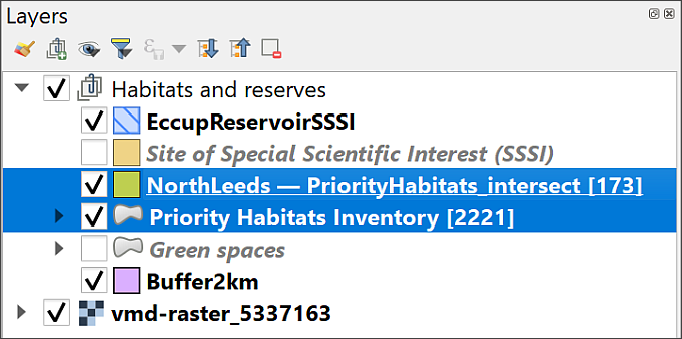 Layers
Habitats and reserves
EccupReservoirSSSI
Site of Special Scientific Interest (SSSI)
NorthLeeds — PriorityHabitats_intersect [173]
Priority Habitats Inventory [2221]
Green spaces
Buffer2km
vmd-raster_5337163